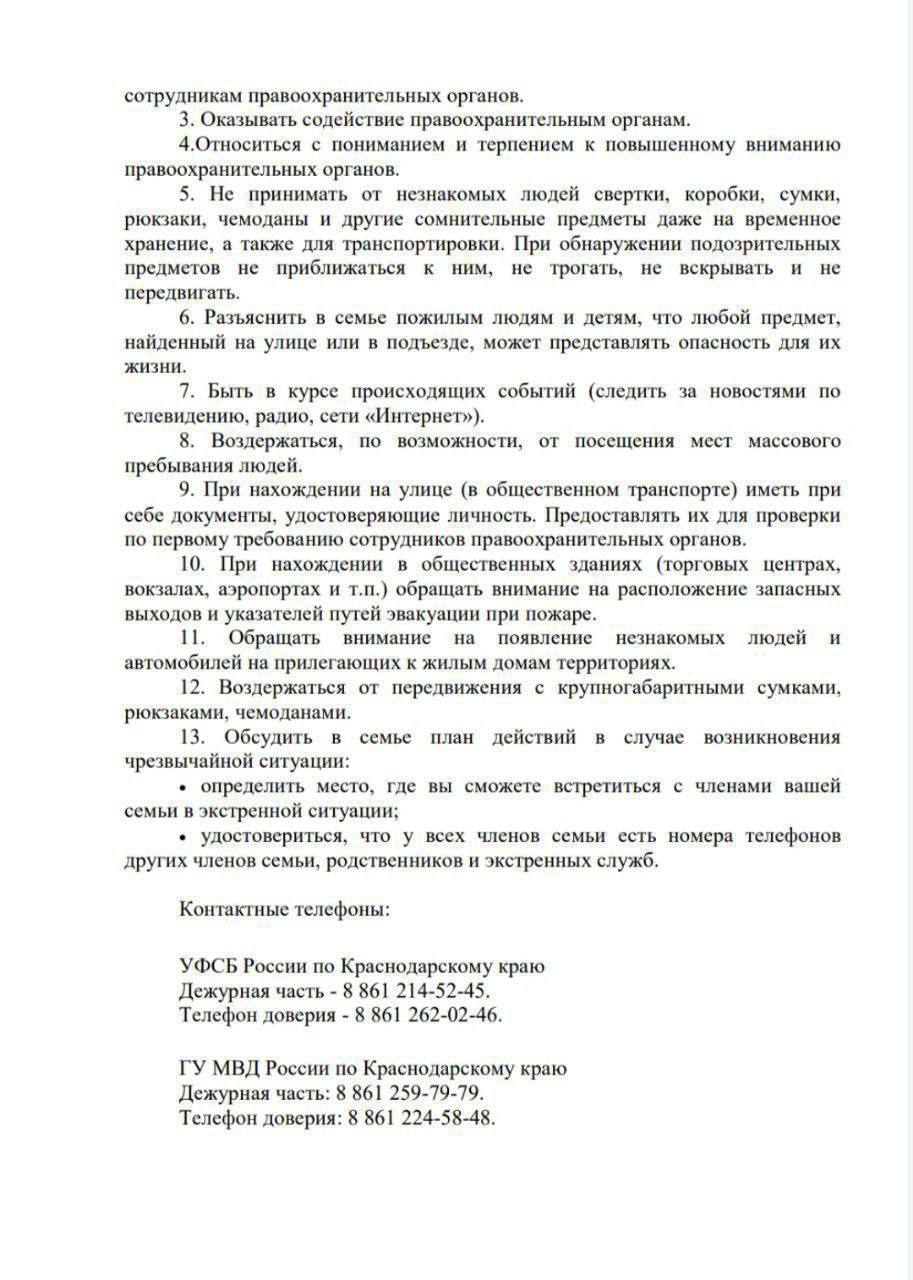 сотрудникам правоохранительных органов.
3. Оказывать содействие правоохранительным органам.
4.Относиться с пониманием и терпением к повышенному вниманию
правоохранительных органов.
5. Не принимать от незнакомых людей свертки, коробки, сумки,
рюкзаки, чемоданы и другие сомнительные предметы даже на временное
хранение, а также для транспортировки. При обнаружении подозрительных
предметов не приближаться к ним, не трогать, не вскрывать и не
передвигать.
6. Разъяснить в семье пожилым людям и детям, что любой предмет,
найденный на улице или в подъезде, может представлять опасность для их
жизни.
7. Быть в курсе происходящих событий (следить за новостями по
телевидению, радио, сети «Интернет»).
8. Воздержаться, по возможности, от посещения мест массового
пребывания людей.
9. При нахождении на улице (в общественном транспорте) иметь при
себе документы, удостоверяющие личность. Предоставлять их для проверки
по первому требованию сотрудников правоохранительных органов.
10. При нахождении в общественных зданиях (торговых центрах,
вокзалах, аэропортах и т.п.) обращать внимание на расположение запасных
выходов и указателей путей эвакуации при пожаре.
11. Обращать внимание на появление незнакомых людей и
автомобилей на прилегающих к жилым домам территориях.
12. Воздержаться от передвижения с крупногабаритными сумками,
рюкзаками, чемоданами.
13. Обсудить в семье план действий в случае возникновения
чрезвычайной ситуации:
• определить место, где вы сможете встретиться с членами вашей
семьи в экстренной ситуации;
• удостовериться, что у всех членов семьи есть номера телефонов
других членов семьи, родственников и экстренных служб.
Контактные телефоны:
УФСБ России по Краснодарскому краю
Дежурная часть - 8 861 214-52-45.
Телефон доверия - 8 861 262-02-46.
ГУ МВД России по Краснодарскому краю
Дежурная часть: 8 861 259-79-79.
Телефон доверия: 8 861 224-58-48.